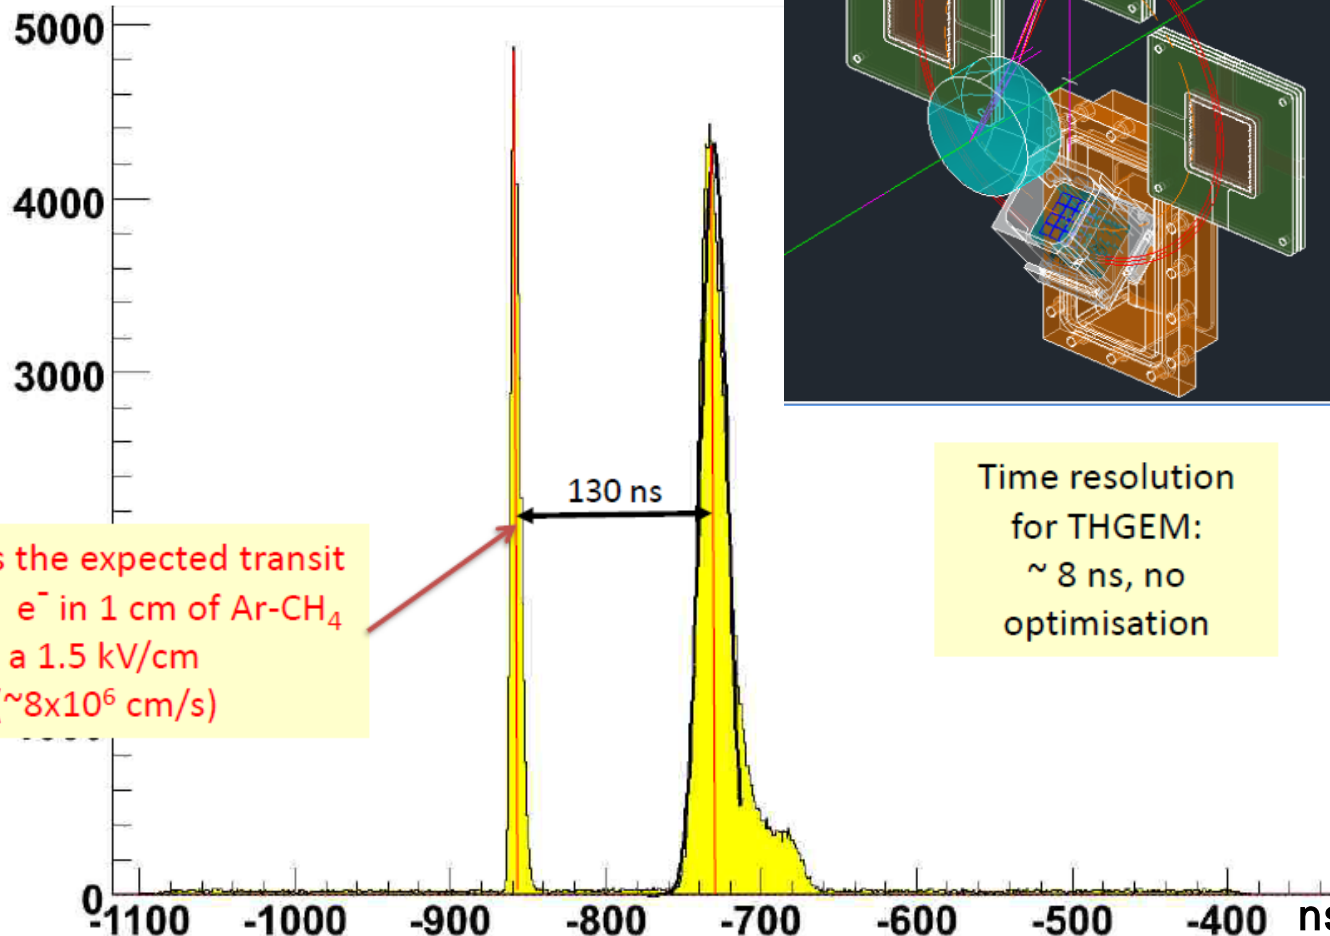 5000
4000
3000
0
130 ns
s the expected transit
e⁻ in 1 cm of Ar-CH₄
a 1.5 kV/cm
(~8x10⁶ cm/s)
Time resolution
for THGEM:
~ 8 ns, no
optimisation
-1100 -1000 -900 -800 -700 -600 -500 -400 ns